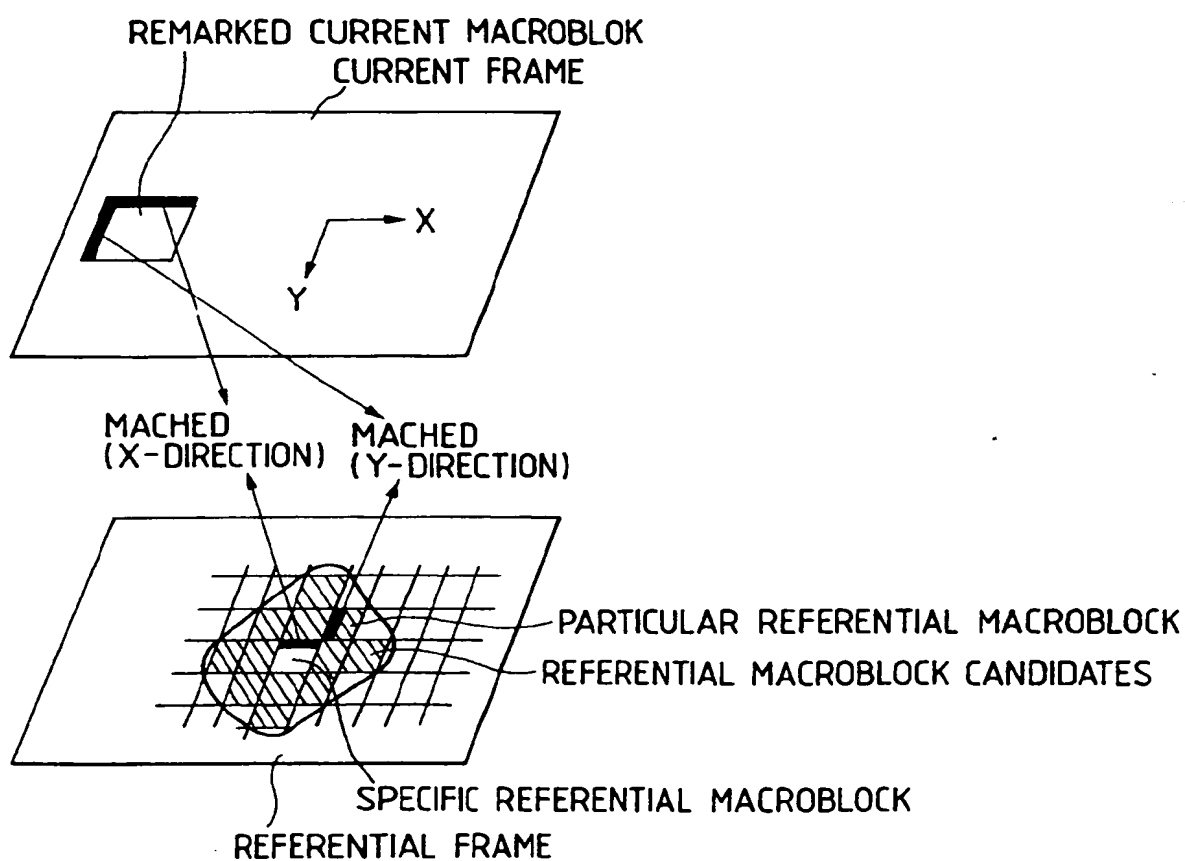 REMARKED CURRENT MACROBLOK
CURRENT FRAME
X
Y
MACHED
(X-DIRECTION)
MACHED
(Y-DIRECTION)
PARTICULAR REFERENTIAL MACROBLOCK
REFERENTIAL MACROBLOCK CANDIDATES
SPECIFIC REFERENTIAL MACROBLOCK
REFERENTIAL FRAME